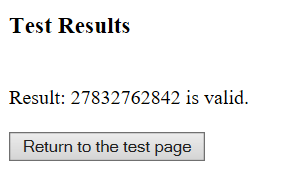 Test Results
Result: 27832762842 is valid.
Return to the test page